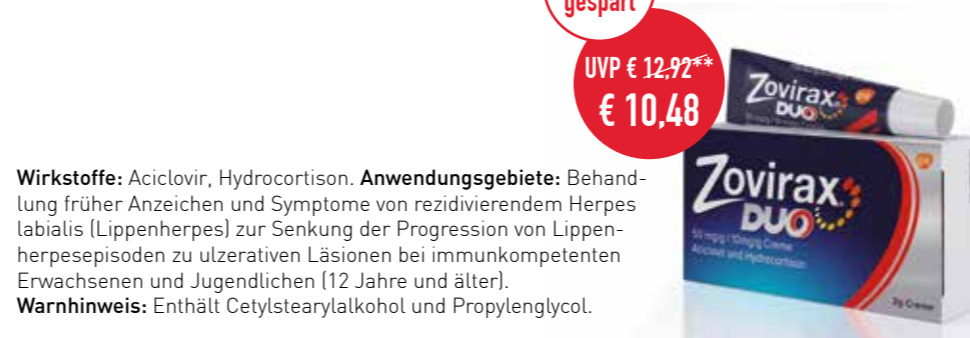 gespart
UVP € 12,92**
€ 10,48
Zovirax
DUO
Zovirax
DUO
50 mg/g / 10mg/g Creme
Aciclovir und Hydrocortison
2g Creme
Wirkstoffe: Aciclovir, Hydrocortison. Anwendungsgebiete: Behand-
lung früher Anzeichen und Symptome von rezidivierendem Herpes
labialis (Lippenherpes) zur Senkung der Progression von Lippen-
herpesepisoden zu ulzerativen Läsionen bei immunkompetenten
Erwachsenen und Jugendlichen (12 Jahre und älter).
Warnhinweis: Enthält Cetylstearylalkohol und Propylenglycol.